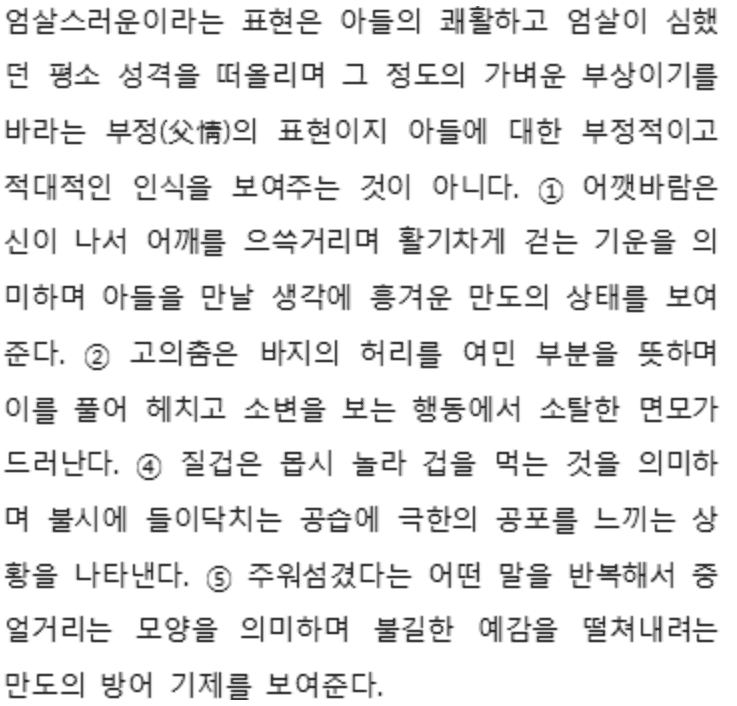 엄살스러운이라는 표현은 아들의 쾌활하고 엄살이 심했
던 평소 성격을 떠올리며 그 정도의 가벼운 부상이기를
바라는 부정(父情)의 표현이지 아들에 대한 부정적이고
적대적인 인식을 보여주는 것이 아니다. ① 어깻바람은
신이 나서 어깨를 으쓱거리며 활기차게 걷는 기운을 의
미하며 아들을 만날 생각에 흥겨운 만도의 상태를 보여
준다. ② 고의춤은 바지의 허리를 여민 부분을 뜻하며
이를 풀어 헤치고 소변을 보는 행동에서 소탈한 면모가
드러난다. ④ 질겁은 몹시 놀라 겁을 먹는 것을 의미하
며 불시에 들이닥치는 공습에 극한의 공포를 느끼는 상
황을 나타낸다. ⑤ 주워섬겼다는 어떤 말을 반복해서 중
얼거리는 모양을 의미하며 불길한 예감을 떨쳐내려는
만도의 방어 기제를 보여준다.